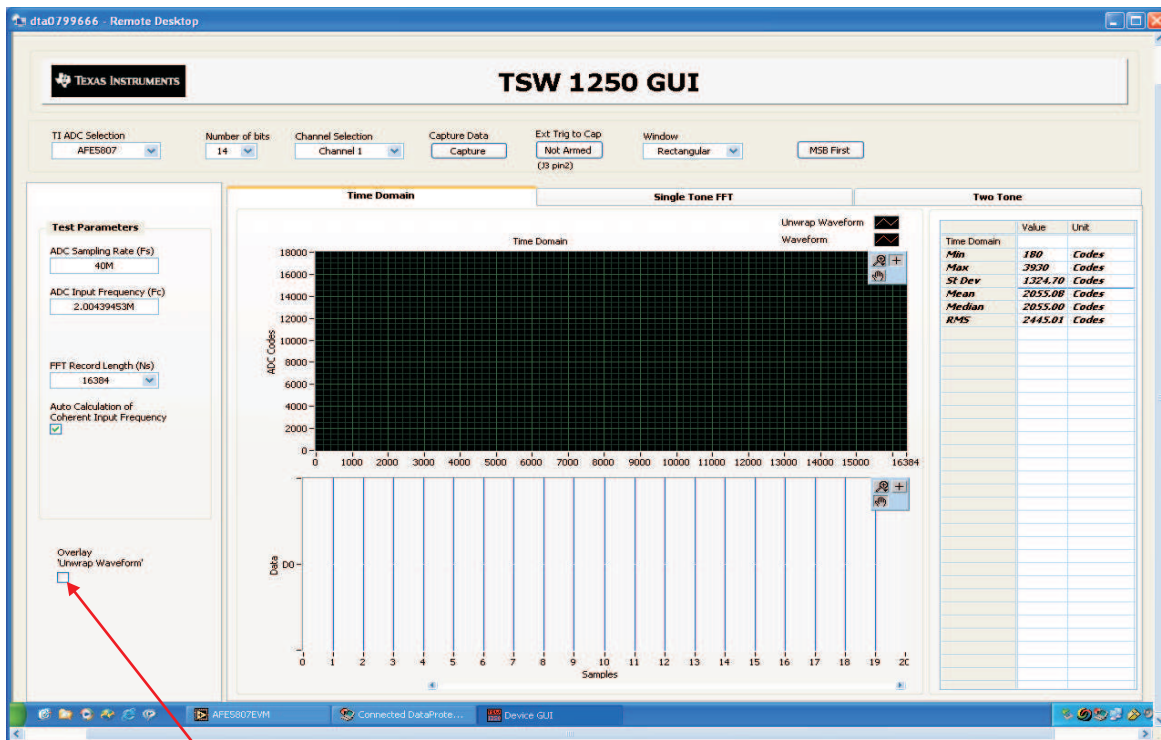 dta0799666 - Remote Desktop
TEXAS INSTRUMENTS
TSW 1250 GUI
TI ADC Selection
AFE5807
Number of bits
14
Channel Selection
Channel 1
Capture Data
Capture
Ext Trig to Cap
Not Armed
(J3 pin2)
Window
Rectangular
MSB First
Time Domain
Single Tone FFT
Two Tone
Test Parameters
ADC Sampling Rate (Fs)
40M
ADC Input Frequency (Fc)
2.00439453M
FFT Record Length (Ns)
16384
Auto Calculation of
Coherent Input Frequency
Overlay
'Unwrap Waveform'
Unwrap Waveform
Waveform
Time Domain
ADC Codes
18000
16000
14000
12000
10000
8000
6000
4000
2000
0
0 1000 2000 3000 4000 5000 6000 7000 8000 9000 10000 11000 12000 13000 14000 15000 16384
Data
D0
0 1 2 3 4 5 6 7 8 9 10 11 12 13 14 15 16 17 18 19 20
Samples
Value Unit
Time Domain
Min 180 Codes
Max 3930 Codes
St Dev 1324.70 Codes
Mean 2055.08 Codes
Median 2055.00 Codes
RMS 2445.01 Codes
AFE5807EVM
Connected DataProte...
Device GUI